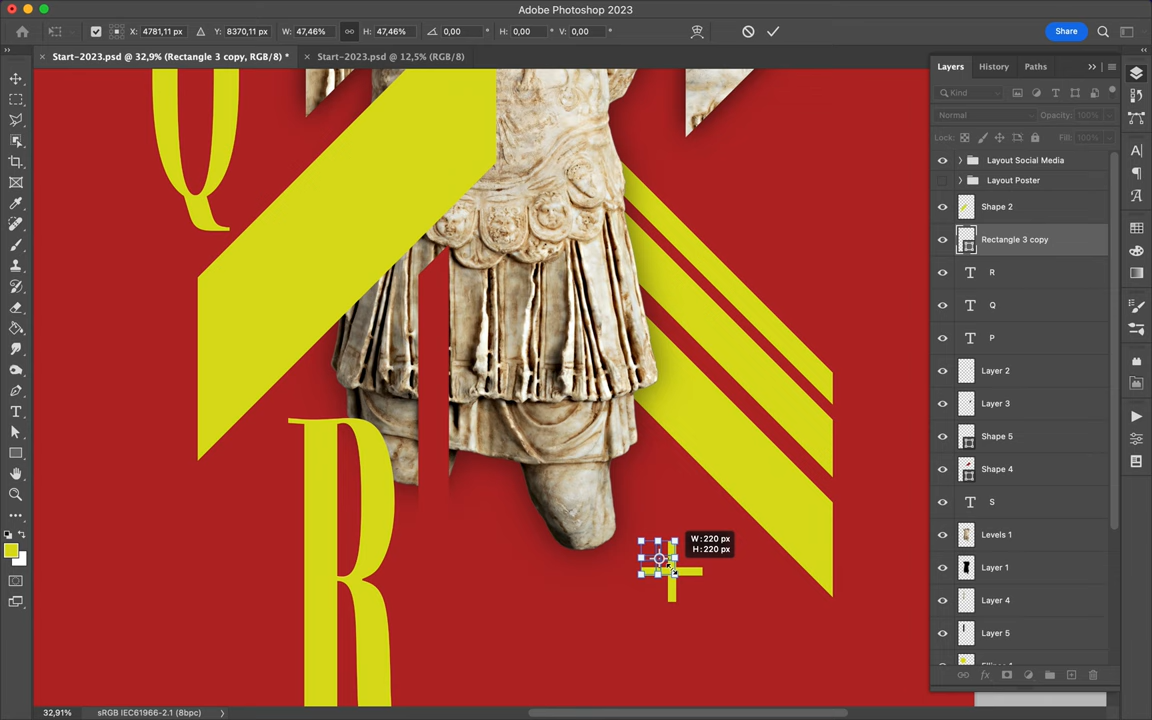 Adobe Photoshop 2023
X: 4781,11 px Y: 8370,11 px W: 47,46% H: 47,46% 0,00 ° H: 0,00 ° V: 0,00 ° Share
× Start-2023.psd @ 32,9% (Rectangle 3 copy, RGB/8) * × Start-2023.psd @ 12,5% (RGB/8)
Layers History Paths
Kind
Normal Opacity: 100%
Lock: Fill: 100%
Layout Social Media
Layout Poster
Shape 2
Rectangle 3 copy
R
Q
P
Layer 2
Layer 3
Shape 5
Shape 4
S
Levels 1
Layer 1
Layer 4
Layer 5
Q
R
W: 220 px
H: 220 px
32,91% sRGB IEC61966-2.1 (8bpc)